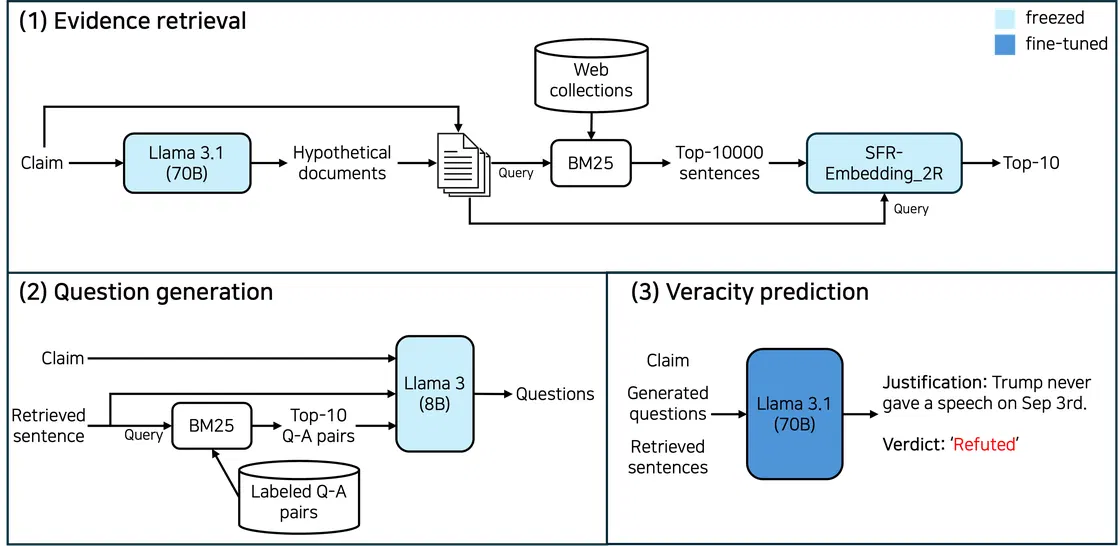 (1) Evidence retrieval
freezed
fine-tuned
Web
collections
Claim
Llama 3.1
(70B)
Hypothetical
documents
Query
BM25
Top-10000
sentences
SFR-
Embedding_2R
Top-10
Query
(2) Question generation
Claim
Retrieved
sentence
Query
BM25
Top-10
Q-A pairs
Labeled Q-A
pairs
Llama 3
(8B)
Questions
(3) Veracity prediction
Claim
Generated
questions
Retrieved
sentences
Llama 3.1
(70B)
Justification: Trump never
gave a speech on Sep 3rd.
Verdict: ‘Refuted’